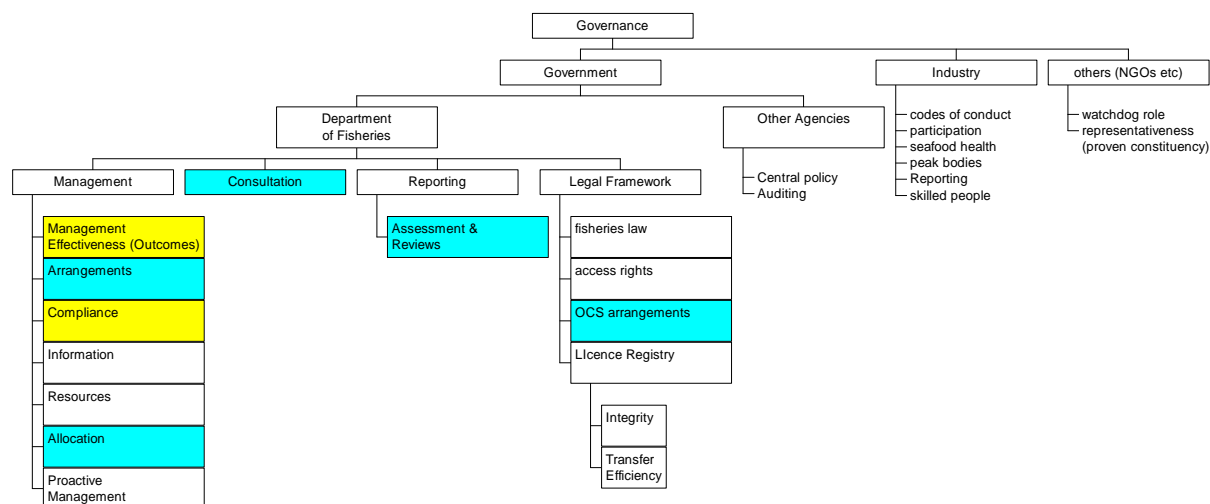 Governance
Government
Industry
others (NGOs etc)
Department
of Fisheries
Other Agencies
codes of conduct
participation
seafood health
peak bodies
Reporting
skilled people
watchdog role
representativeness
(proven constituency)
Central policy
Auditing
Management
Consultation
Reporting
Legal Framework
Management
Effectiveness (Outcomes)
Arrangements
Compliance
Information
Resources
Allocation
Proactive
Management
Assessment &
Reviews
fisheries law
access rights
OCS arrangements
LIcence Registry
Integrity
Transfer
Efficiency